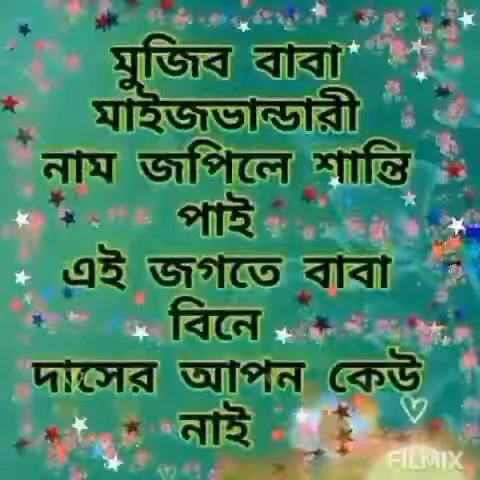 মুজিব বাবা
মাইজভান্ডারী
নাম জপিলে শান্তি
পাই
এই জগতে বাবা
বিনে
দাসের আপন কেউ
নাই
FILMIX